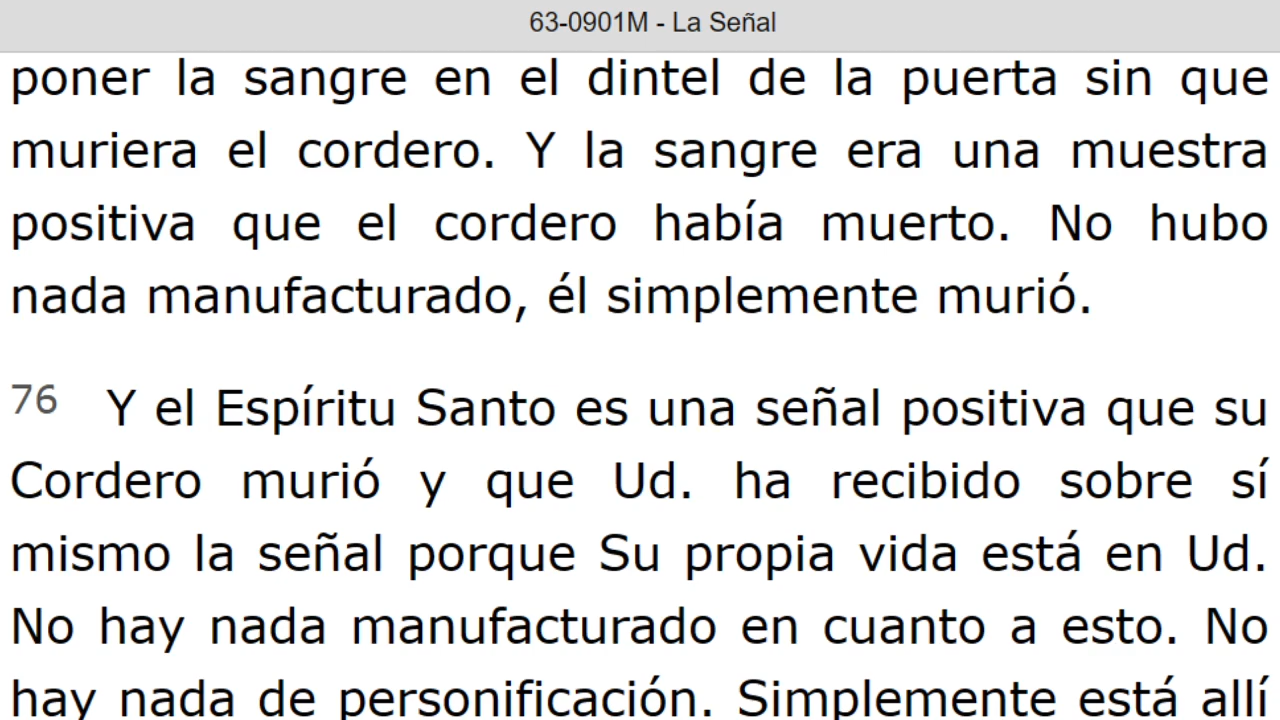 63-0901M - La Señal
poner la sangre en el dintel de la puerta sin que
muriera el cordero. Y la sangre era una muestra
positiva que el cordero había muerto. No hubo
nada manufacturado, él simplemente murió.
76 Y el Espíritu Santo es una señal positiva que su
Cordero murió y que Ud. ha recibido sobre sí
mismo la señal porque Su propia vida está en Ud.
No hay nada manufacturado en cuanto a esto. No
hay nada de personificación. Simplemente está allí